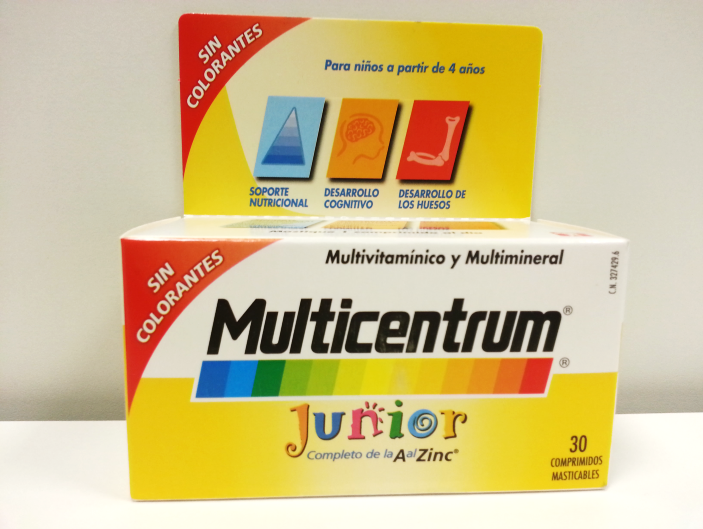 SIN
COLORANTES
Para niños a partir de 4 años
SOPORTE
NUTRICIONAL
DESARROLLO
COGNITIVO
DESARROLLO DE
LOS HUESOS
SIN
COLORANTES
Multivitamínico y Multimineral
C.N. 327429.6
Multicentrum®
®
Junior
Completo de la A al Zinc®
30
COMPRIMIDOS
MASTICABLES